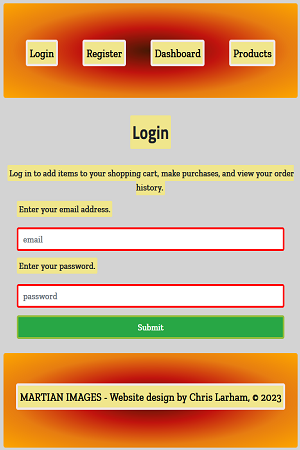 Login Register Dashboard Products
Login
Log in to add items to your shopping cart, make purchases, and view your order
history.
Enter your email address.
email
Enter your password.
password
Submit
MARTIAN IMAGES - Website design by Chris Larham, © 2023